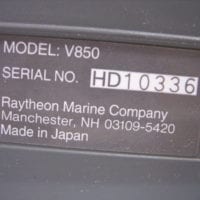 MODEL: V850
SERIAL NO. HD10336
Raytheon Marine Company
Manchester, NH 03109-5420
Made in Japan